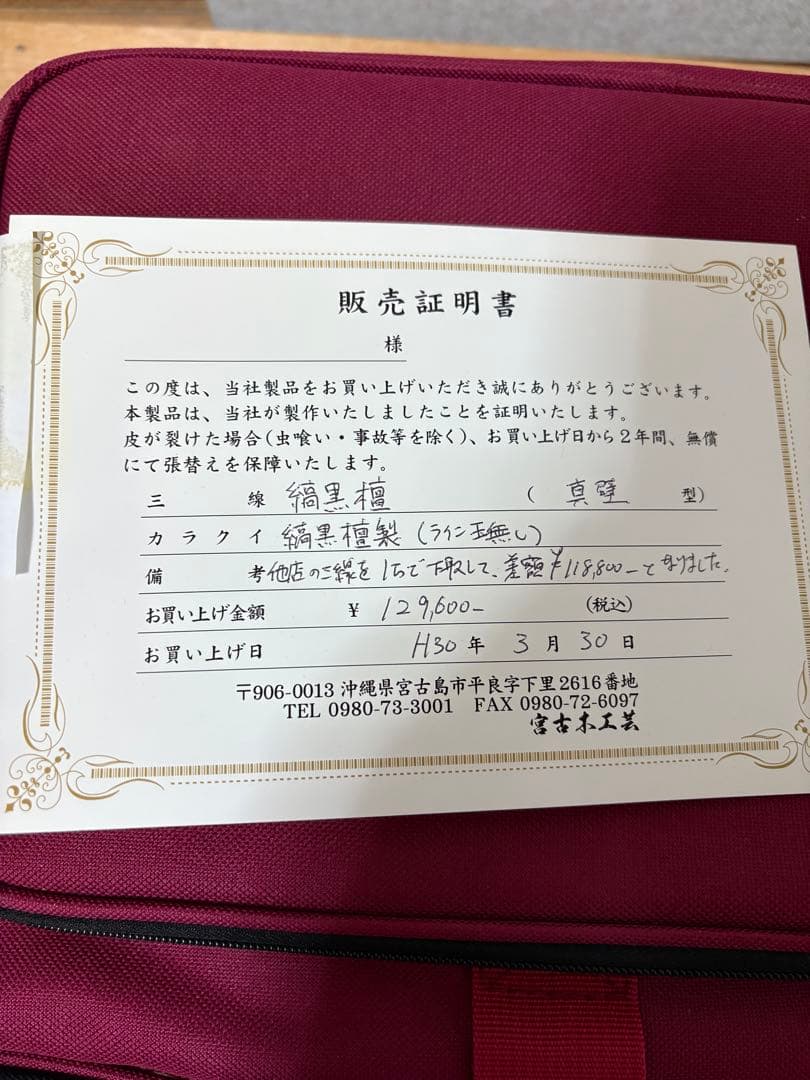 販売証明書
様
この度は、当社製品をお買い上げいただき誠にありがとうございます。
本製品は、当社が製作いたしましたことを証明いたします。
皮が裂けた場合(虫喰い・事故等を除く)、お買い上げ日から2年間、無償
にて張替えを保障いたします。
三線 縞黒檀 (真壁型)
カラクイ 縞黒檀製(ライン玉無し)
備考 他店の三線を1万で下取して、差額¥118,800-となりました。
お買い上げ金額 ¥ 129,600- (税込)
お買い上げ日 H30年 3月 30日
〒906-0013 沖縄県宮古島市平良字下里2616番地
TEL 0980-73-3001 FAX 0980-72-6097
宮古木工芸